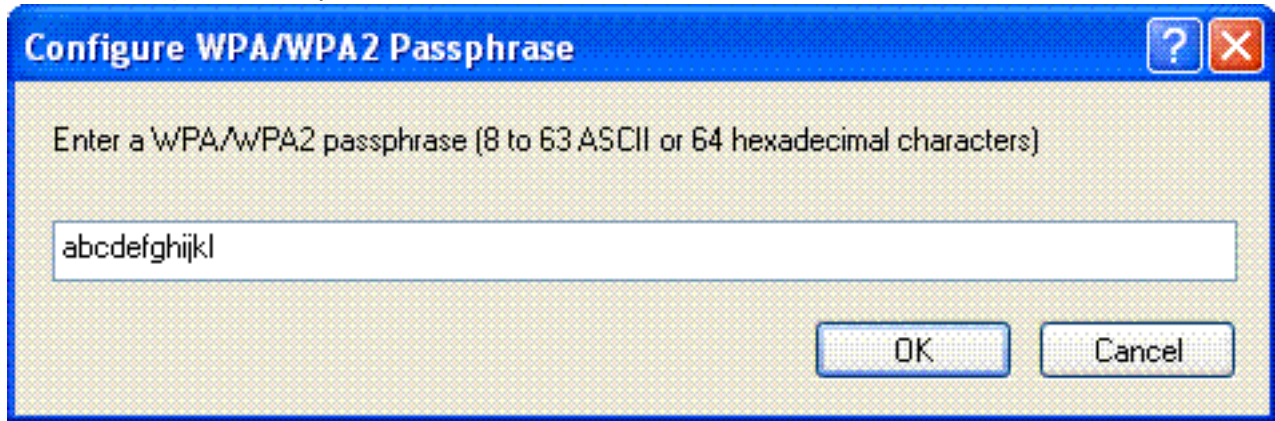 Configure WPA/WPA2 Passphrase
Enter a WPA/WPA2 passphrase (8 to 63 ASCII or 64 hexadecimal characters)
abcdefghijkl
OK Cancel